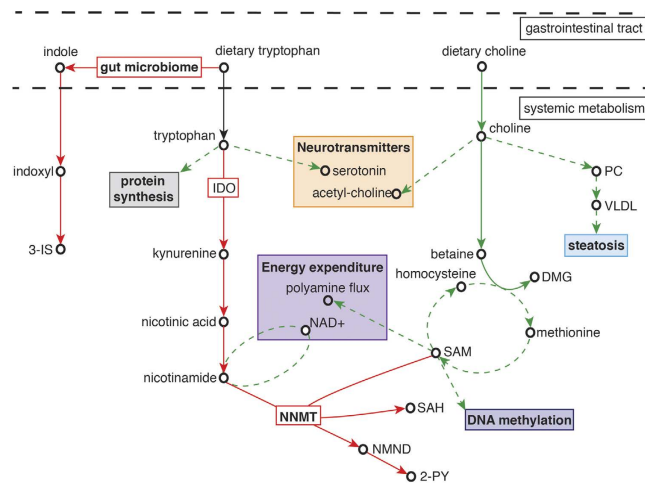 gastrointestinal tract
indole
gut microbiome
dietary tryptophan
dietary choline
systemic metabolism
tryptophan
Neurotransmitters
choline
serotonin
acetyl-choline
indoxyl
protein
synthesis
IDO
PC
VLDL
steatosis
3-IS
kynurenine
Energy expenditure
polyamine flux
NAD+
betaine
homocysteine
DMG
nicotinic acid
methionine
SAM
nicotinamide
NNMT
SAH
DNA methylation
NMND
2-PY